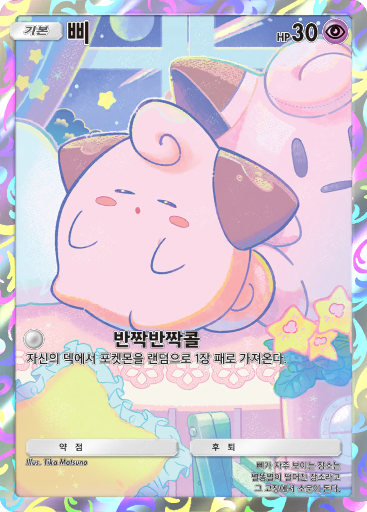 기본 삐 HP 30
반짝반짝콜
자신의 덱에서 포켓몬을 랜덤으로 1장 패로 가져온다.
약점 후퇴
Illus. Yika Matsuno
삐가 자주 보이는 장소는
별똥별이 떨어진 장소라고
그 고장에서 소문이 돈다.